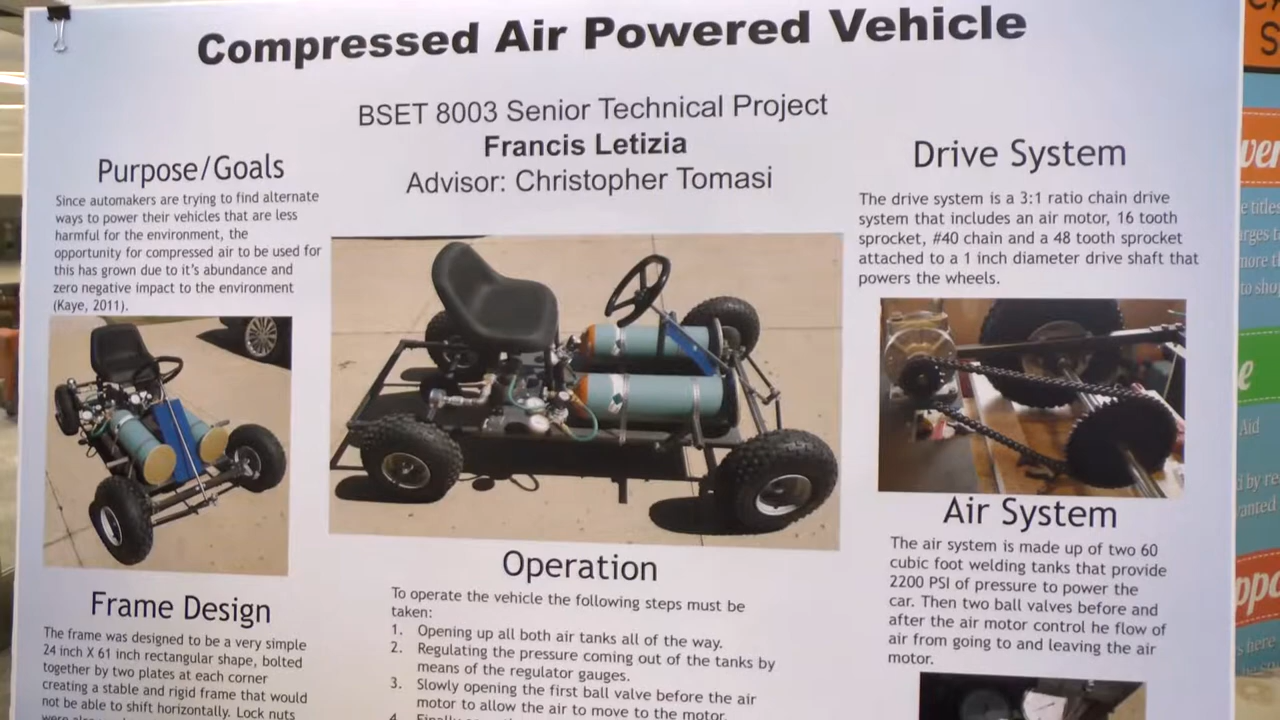 Compressed Air Powered Vehicle
BSET 8003 Senior Technical Project
Francis Letizia
Advisor: Christopher Tomasi
Purpose/Goals
Since automakers are trying to find alternate
ways to power their vehicles that are less
harmful for the environment, the
opportunity for compressed air to be used for
this has grown due to it's abundance and
zero negative impact to the environment
(Kaye, 2011).
Frame Design
The frame was designed to be a very simple
24 inch X 61 inch rectangular shape, bolted
together by two plates at each corner
creating a stable and rigid frame that would
not be able to shift horizontally. Lock nuts
Operation
To operate the vehicle the following steps must be
taken:
1. Opening up all both air tanks all of the way.
2. Regulating the pressure coming out of the tanks by
means of the regulator gauges.
3. Slowly opening the first ball valve before the air
motor to allow the air to move to the motor.
Drive System
The drive system is a 3:1 ratio chain drive
system that includes an air motor, 16 tooth
sprocket, #40 chain and a 48 tooth sprocket
attached to a 1 inch diameter drive shaft that
powers the wheels.
Air System
The air system is made up of two 60
cubic foot welding tanks that provide
2200 PSI of pressure to power the
car. Then two ball valves before and
after the air motor control he flow of
air from going to and leaving the air
motor.
Aid